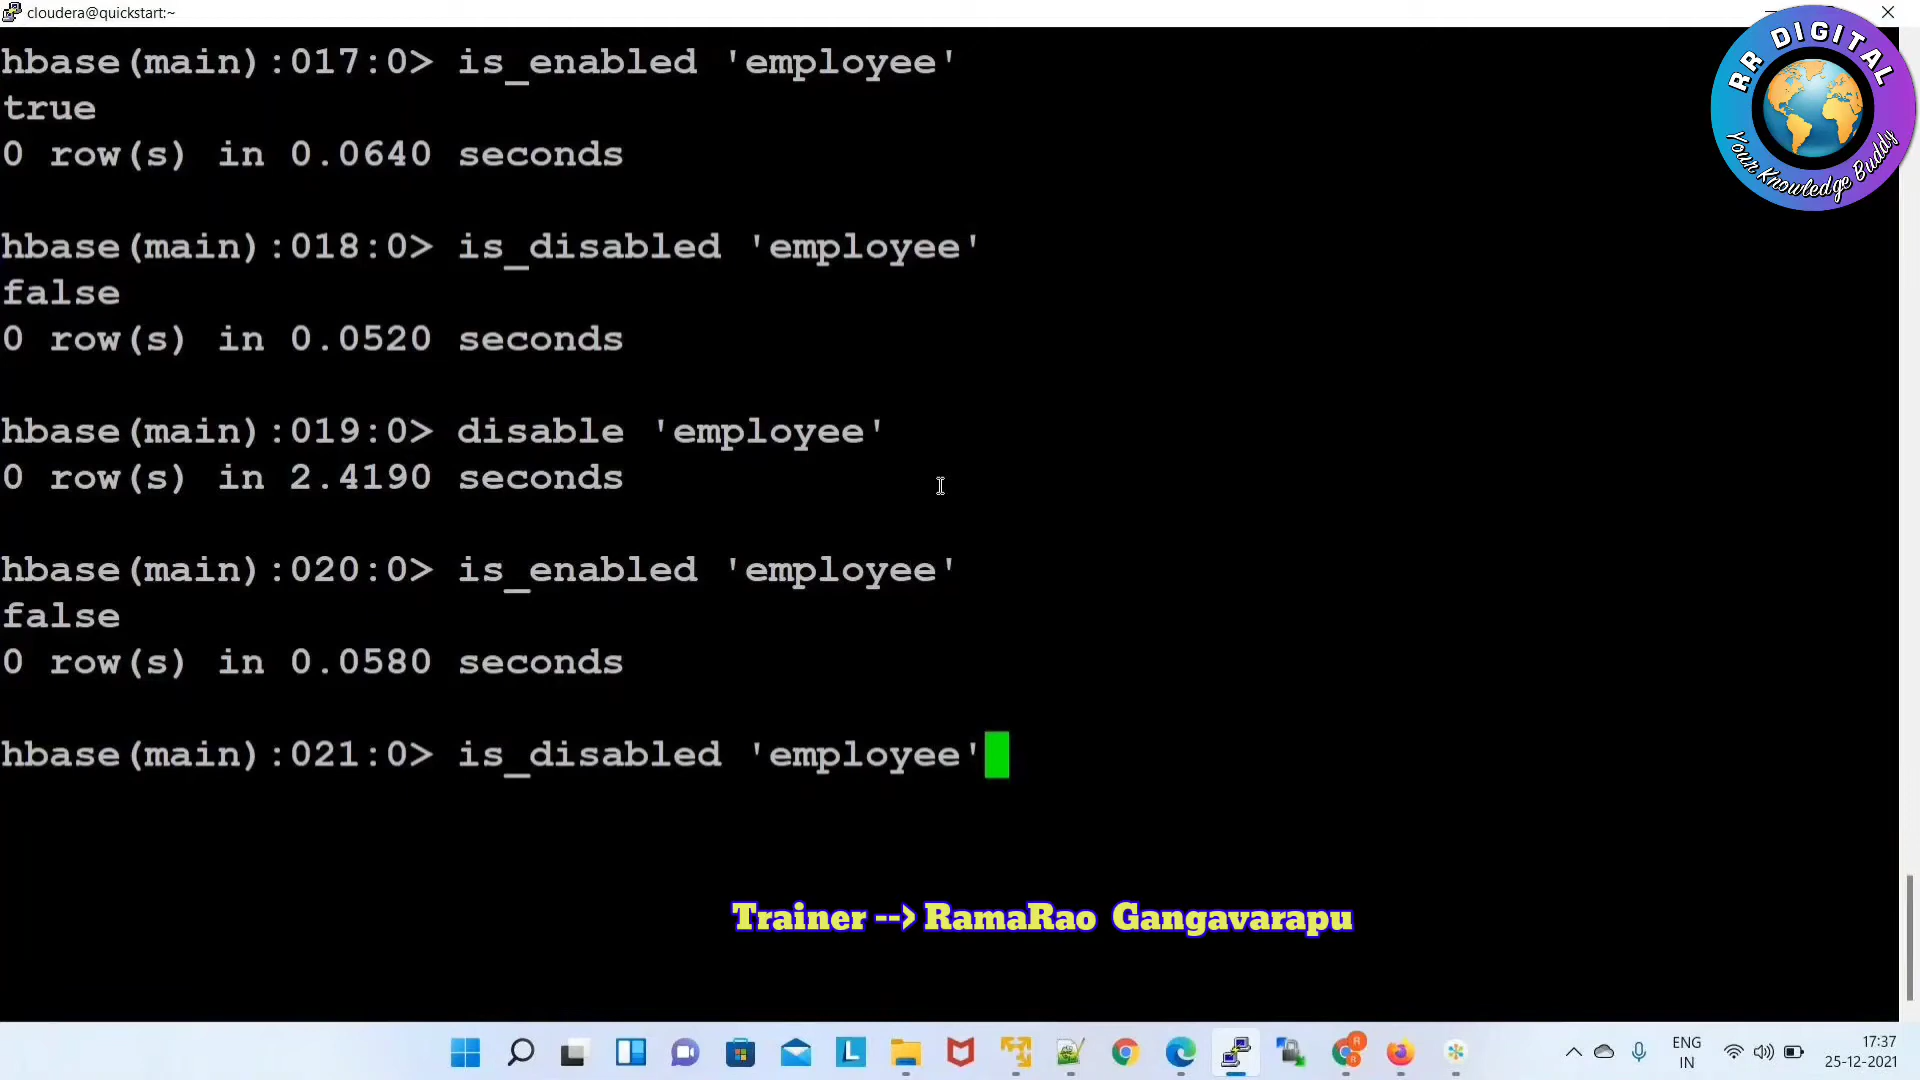 cloudera@quickstart:~
hbase(main):017:0> is_enabled 'employee'
true
0 row(s) in 0.0640 seconds
hbase(main):018:0> is_disabled 'employee'
false
0 row(s) in 0.0520 seconds
hbase(main):019:0> disable 'employee'
0 row(s) in 2.4190 seconds
hbase(main):020:0> is_enabled 'employee'
false
0 row(s) in 0.0580 seconds
hbase(main):021:0> is_disabled 'employee'
RR DIGITAL
Your Knowledge Buddy
Trainer --> RamaRao Gangavarapu
L
R
R
ENG
IN
17:37
25-12-2021